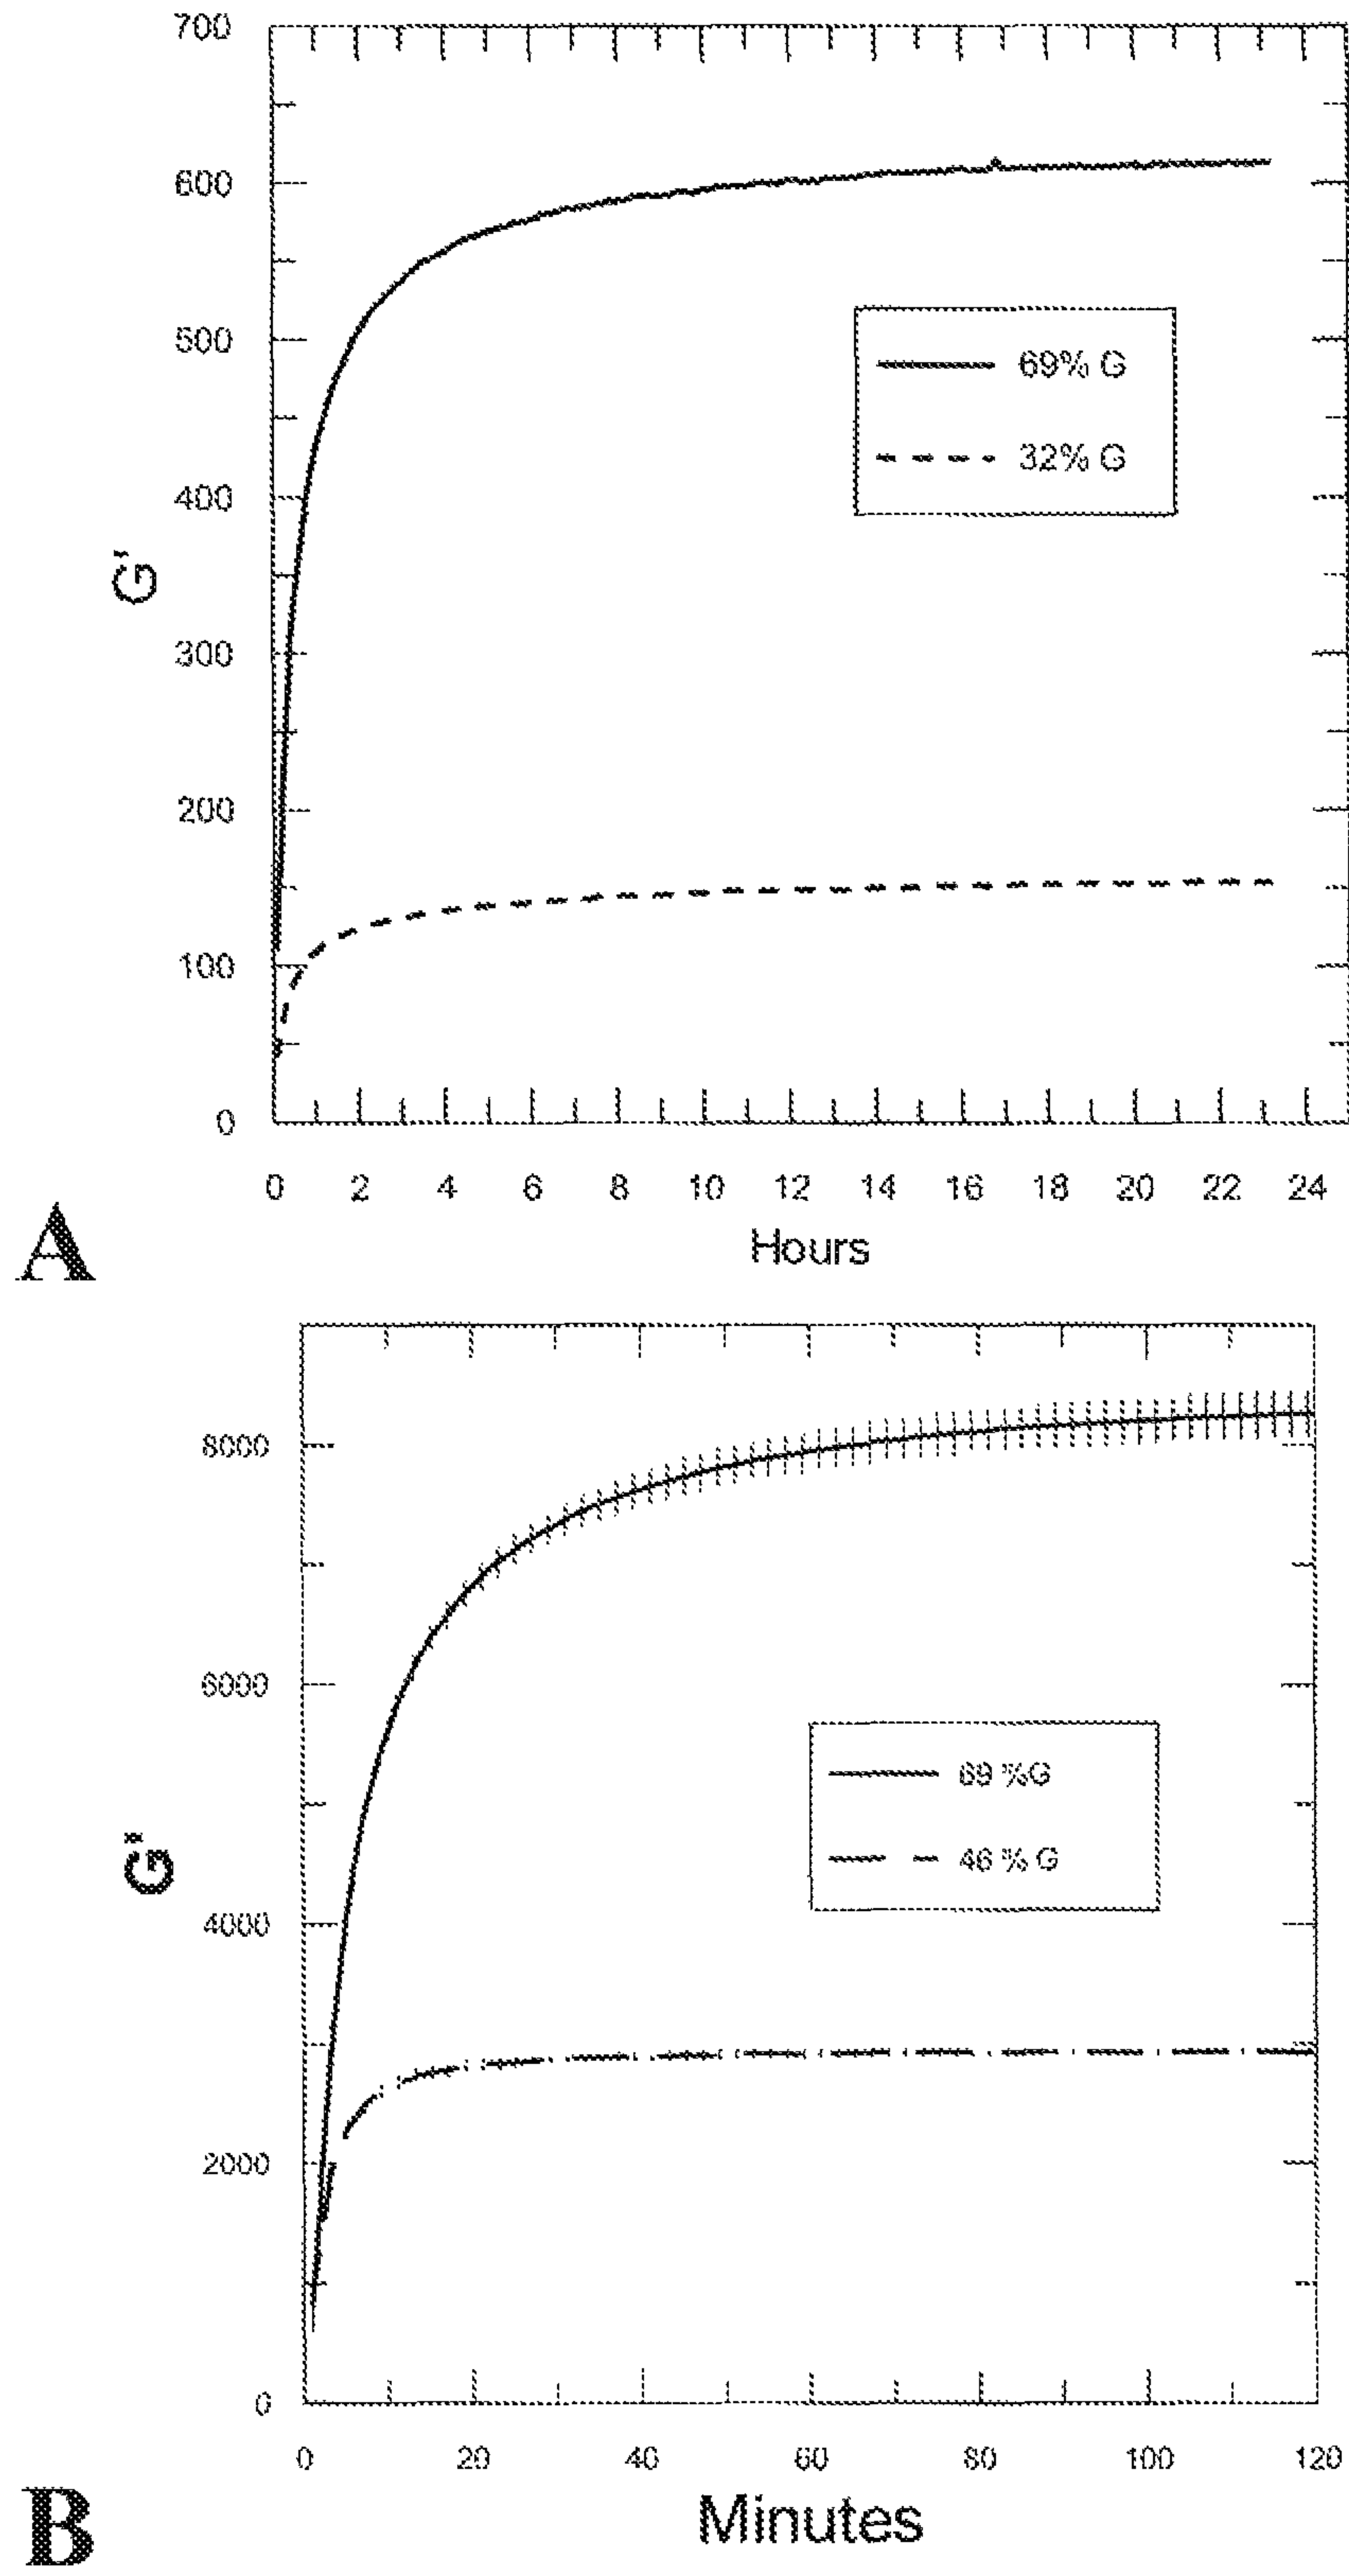 700
600
500
400
300
200
100
0
G'
69% G
32% G
0 2 4 6 8 10 12 14 16 18 20 22 24
Hours
A
8000
6000
4000
2000
0
G'
69 %G
46 % G
0 20 40 60 80 100 120
Minutes
B